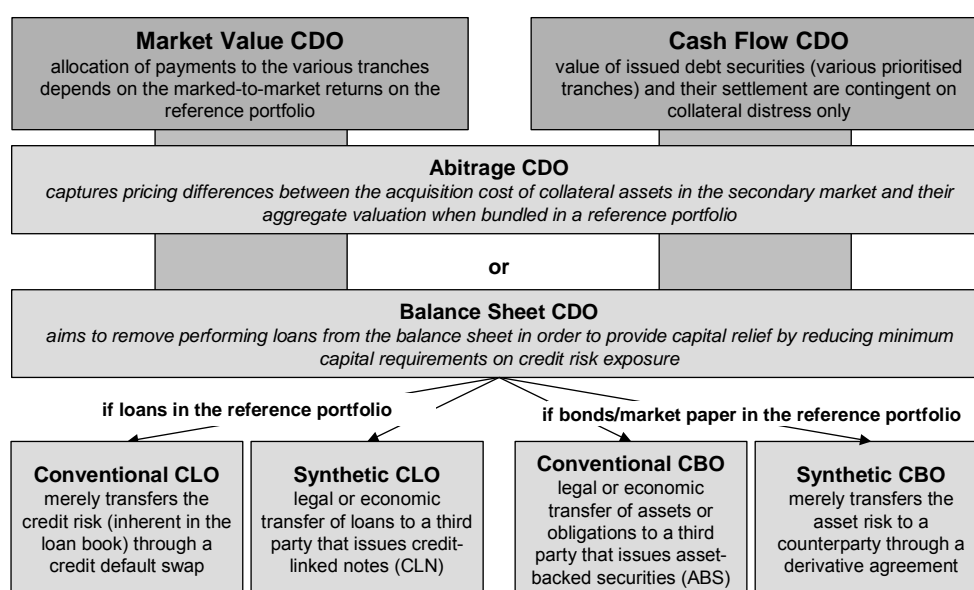 Market Value CDO
allocation of payments to the various tranches
depends on the marked-to-market returns on the
reference portfolio
Cash Flow CDO
value of issued debt securities (various prioritised
tranches) and their settlement are contingent on
collateral distress only
Abitrage CDO
captures pricing differences between the acquisition cost of collateral assets in the secondary market and their
aggregate valuation when bundled in a reference portfolio
or
Balance Sheet CDO
aims to remove performing loans from the balance sheet in order to provide capital relief by reducing minimum
capital requirements on credit risk exposure
if loans in the reference portfolio
if bonds/market paper in the reference portfolio
Conventional CLO
merely transfers the
credit risk (inherent in the
loan book) through a
credit default swap
Synthetic CLO
legal or economic
transfer of loans to a third
party that issues credit-
linked notes (CLN)
Conventional CBO
legal or economic
transfer of assets or
obligations to a third
party that issues asset-
backed securities (ABS)
Synthetic CBO
merely transfers the
asset risk to a
counterparty through a
derivative agreement